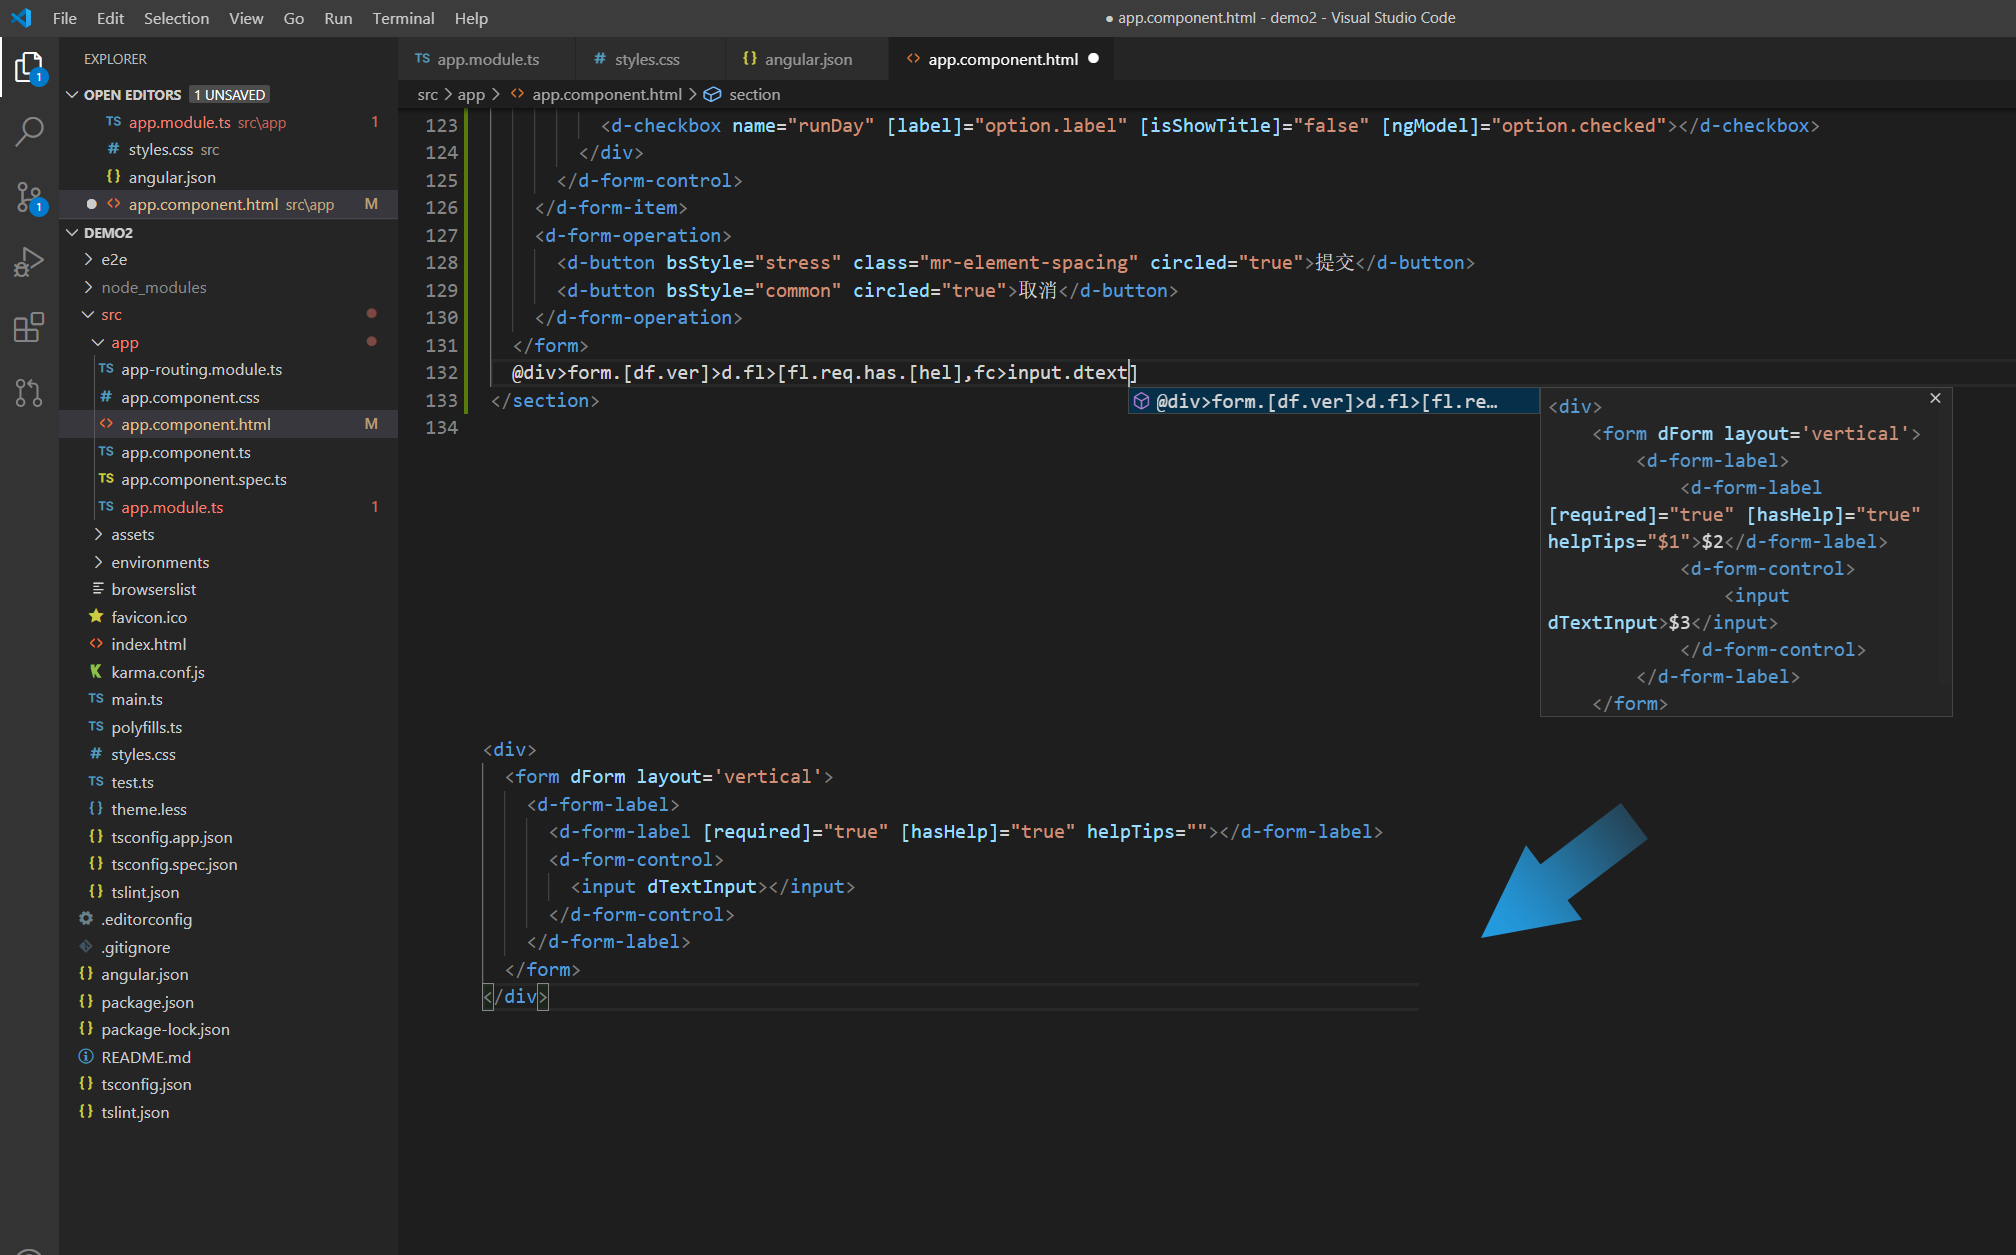 File Edit Selection View Go Run Terminal Help
● app.component.html - demo2 - Visual Studio Code
EXPLORER
OPEN EDITORS 1 UNSAVED
TS app.module.ts src\app 1
# styles.css src
{} angular.json
● <> app.component.html src\app M
DEMO2
e2e
node_modules
src
app
TS app-routing.module.ts
# app.component.css
<> app.component.html M
TS app.component.ts
TS app.component.spec.ts
TS app.module.ts 1
assets
environments
browserslist
favicon.ico
<> index.html
karma.conf.js
TS main.ts
TS polyfills.ts
# styles.css
TS test.ts
{} theme.less
{} tsconfig.app.json
{} tsconfig.spec.json
{} tslint.json
.editorconfig
.gitignore
{} angular.json
{} package.json
{} package-lock.json
README.md
{} tsconfig.json
{} tslint.json
1
1
TS app.module.ts # styles.css {} angular.json <> app.component.html ●
src > app > <> app.component.html > section
123 <d-checkbox name="runDay" [label]="option.label" [isShowTitle]="false" [ngModel]="option.checked"></d-checkbox>
124 </div>
125 </d-form-control>
126 </d-form-item>
127 <d-form-operation>
128 <d-button bsStyle="stress" class="mr-element-spacing" circled="true">提交</d-button>
129 <d-button bsStyle="common" circled="true">取消</d-button>
130 </d-form-operation>
131 </form>
132 @div>form.[df.ver]>d.fl>[fl.req.has.[hel],fc>input.dtext]
133 </section>
134
@div>form.[df.ver]>d.fl>[fl.re...
<div>
<form dForm layout='vertical'>
<d-form-label>
<d-form-label
[required]="true" [hasHelp]="true"
helpTips="$1">$2</d-form-label>
<d-form-control>
<input
dTextInput>$3</input>
</d-form-control>
</d-form-label>
</form>
<div>
<form dForm layout='vertical'>
<d-form-label>
<d-form-label [required]="true" [hasHelp]="true" helpTips=""></d-form-label>
<d-form-control>
<input dTextInput></input>
</d-form-control>
</d-form-label>
</form>
</div>